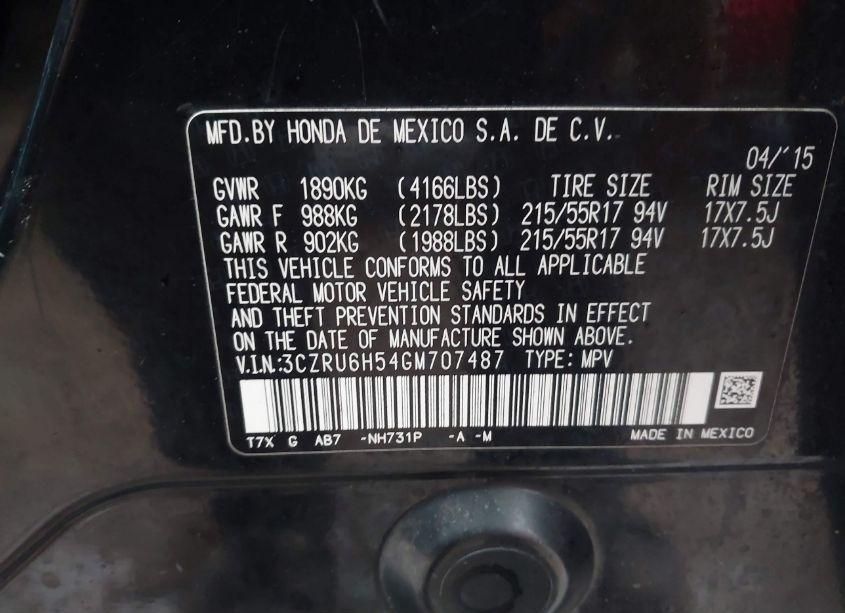 MFD.BY HONDA DE MEXICO S.A. DE C.V.
04/'15
GVWR 1890KG (4166LBS) TIRE SIZE RIM SIZE
GAWR F 988KG (2178LBS) 215/55R17 94V 17X7.5J
GAWR R 902KG (1988LBS) 215/55R17 94V 17X7.5J
THIS VEHICLE CONFORMS TO ALL APPLICABLE
FEDERAL MOTOR VEHICLE SAFETY
AND THEFT PREVENTION STANDARDS IN EFFECT
ON THE DATE OF MANUFACTURE SHOWN ABOVE.
V.I.N.:3CZRU6H54GM707487 TYPE: MPV
T7X G AB7 -NH731P -A -M MADE IN MEXICO